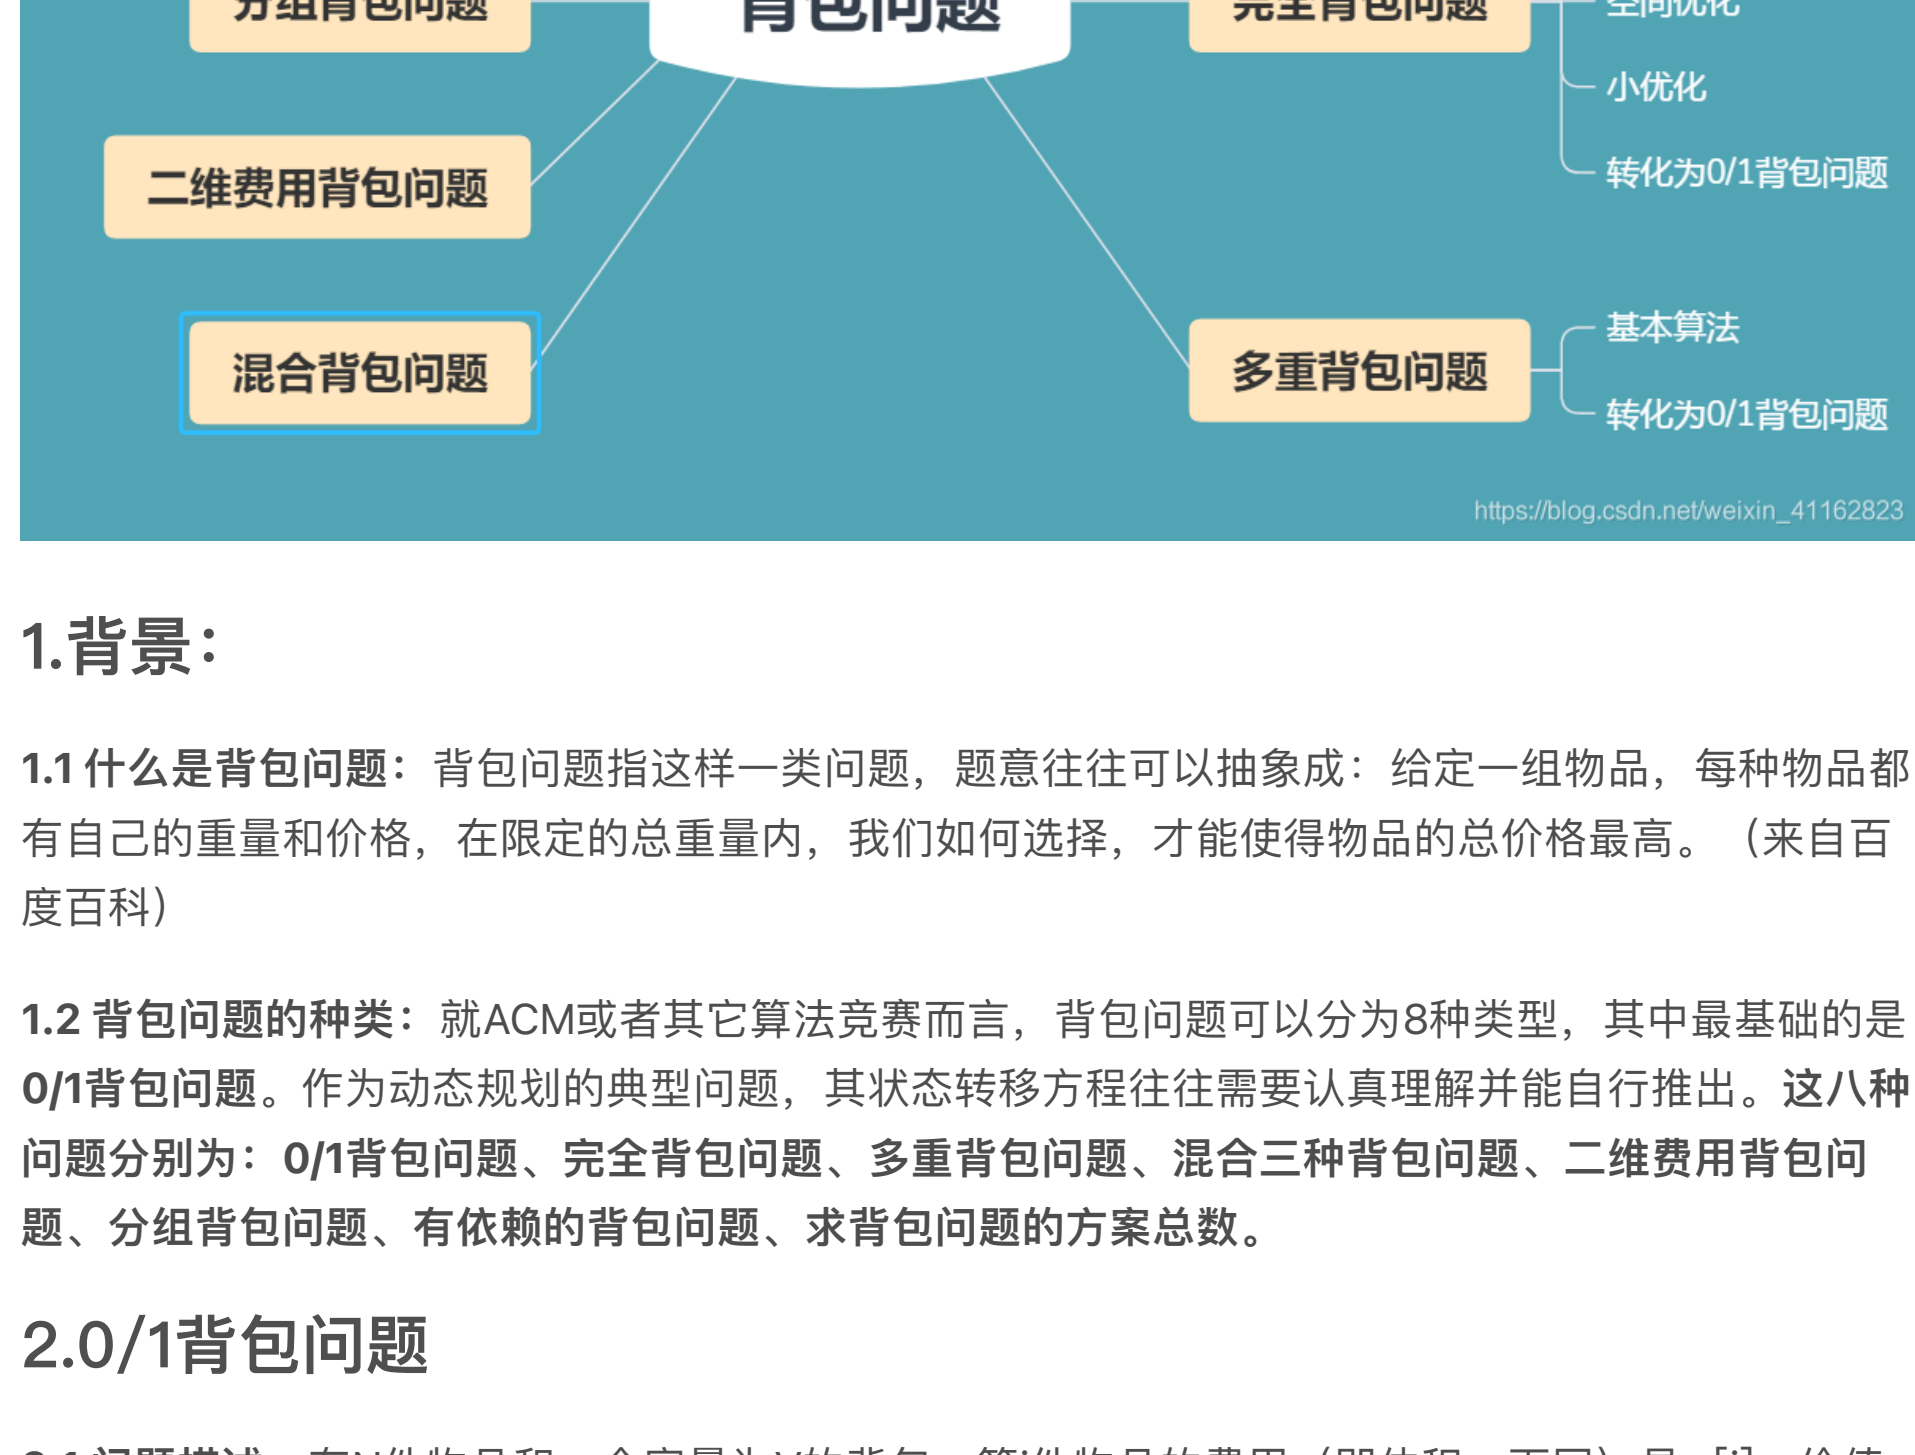 分组背包问题
背包问题
完全背包问题
空间优化
小优化
二维费用背包问题
转化为0/1背包问题
混合背包问题
多重背包问题
基本算法
转化为0/1背包问题
https://blog.csdn.net/weixin_41162823
1.背景：
1.1 什么是背包问题：背包问题指这样一类问题，题意往往可以抽象成：给定一组物品，每种物品都
有自己的重量和价格，在限定的总重量内，我们如何选择，才能使得物品的总价格最高。（来自百
度百科）
1.2 背包问题的种类：就ACM或者其它算法竞赛而言，背包问题可以分为8种类型，其中最基础的是
0/1背包问题。作为动态规划的典型问题，其状态转移方程往往需要认真理解并能自行推出。这八种
问题分别为：0/1背包问题、完全背包问题、多重背包问题、混合三种背包问题、二维费用背包问
题、分组背包问题、有依赖的背包问题、求背包问题的方案总数。
2.0/1背包问题